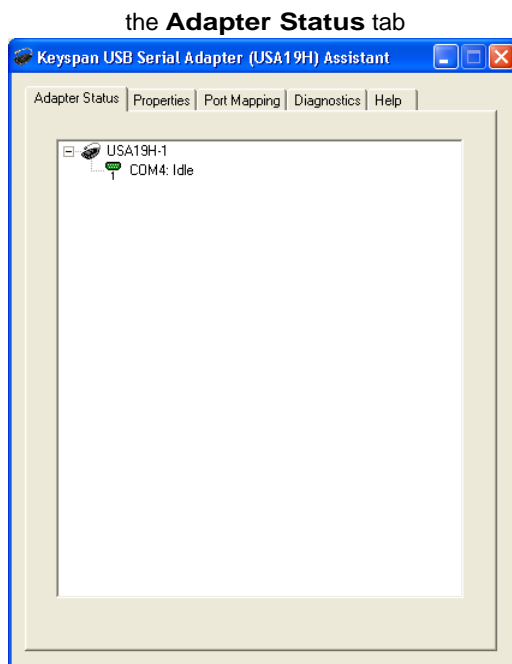 the Adapter Status tab
Keyspan USB Serial Adapter (USA19H) Assistant
Adapter Status Properties Port Mapping Diagnostics Help
USA19H-1
1 COM4: Idle